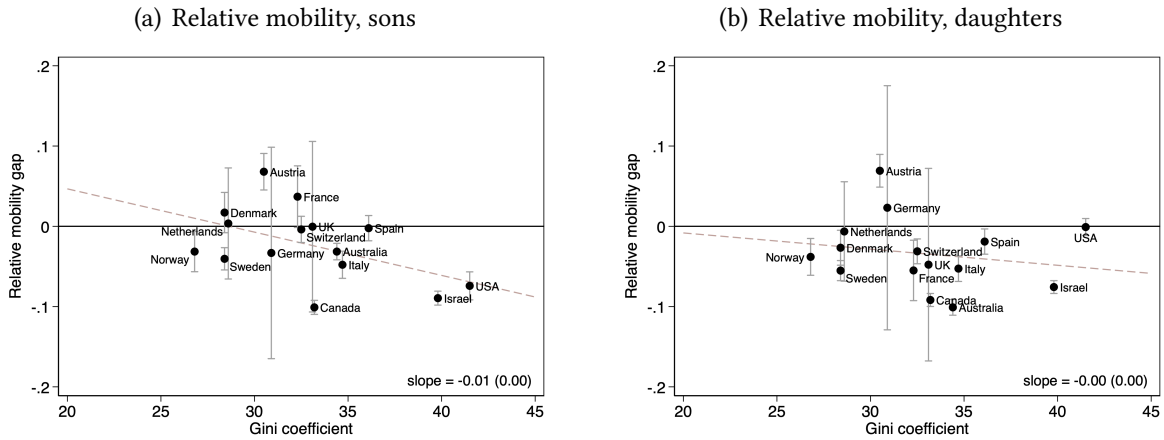 (a) Relative mobility, sons
Relative mobility gap
.2
.1
0
-.1
-.2
Austria
France
Denmark
Netherlands
UK
Switzerland
Spain
Norway
Sweden
Germany
Australia
Italy
USA
Israel
Canada
slope = -0.01 (0.00)
20 25 30 35 40 45
Gini coefficient
(b) Relative mobility, daughters
Relative mobility gap
.2
.1
0
-.1
-.2
Austria
Germany
Netherlands
USA
Denmark
Spain
Norway
Switzerland
Sweden
UK
Italy
France
Israel
Canada
Australia
slope = -0.00 (0.00)
20 25 30 35 40 45
Gini coefficient